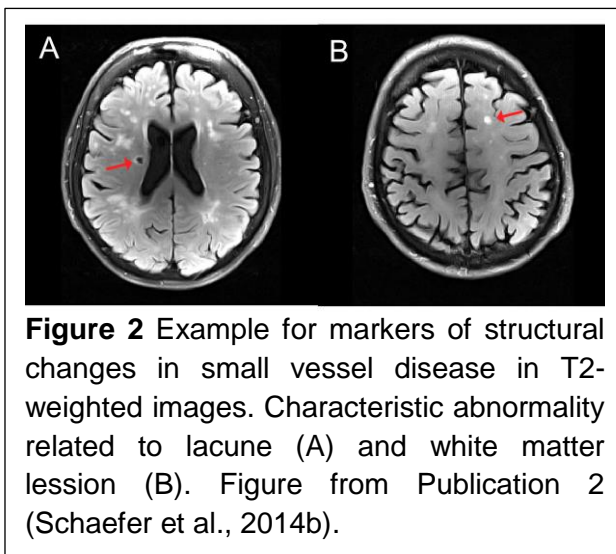 A B
Figure 2 Example for markers of structural
changes in small vessel disease in T2-
weighted images. Characteristic abnormality
related to lacune (A) and white matter
lession (B). Figure from Publication 2
(Schaefer et al., 2014b).